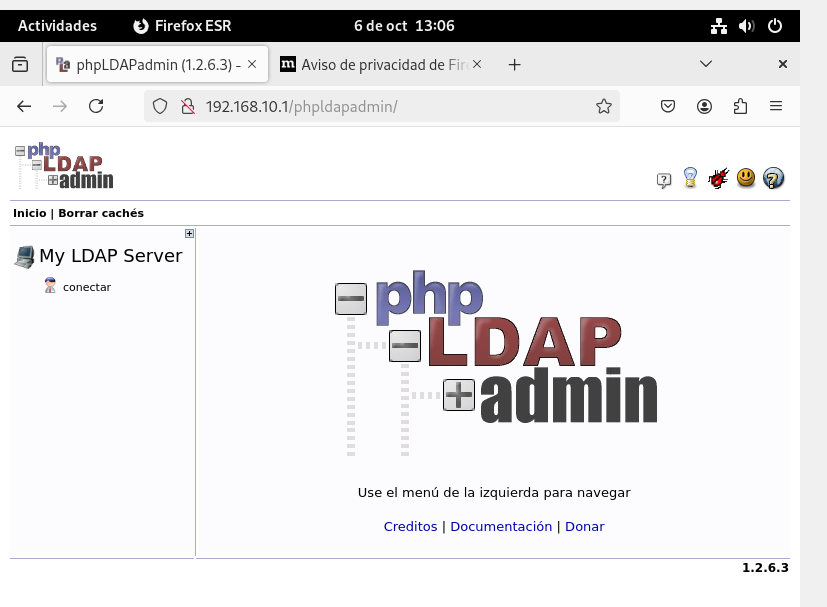 Actividades Firefox ESR 6 de oct 13:06
phpLDAPadmin (1.2.6.3) - Aviso de privacidad de Fir
192.168.10.1/phpldapadmin/
php
LDAP
admin
Inicio | Borrar cachés
My LDAP Server
conectar
php
LDAP
admin
Use el menú de la izquierda para navegar
Creditos | Documentación | Donar
1.2.6.3